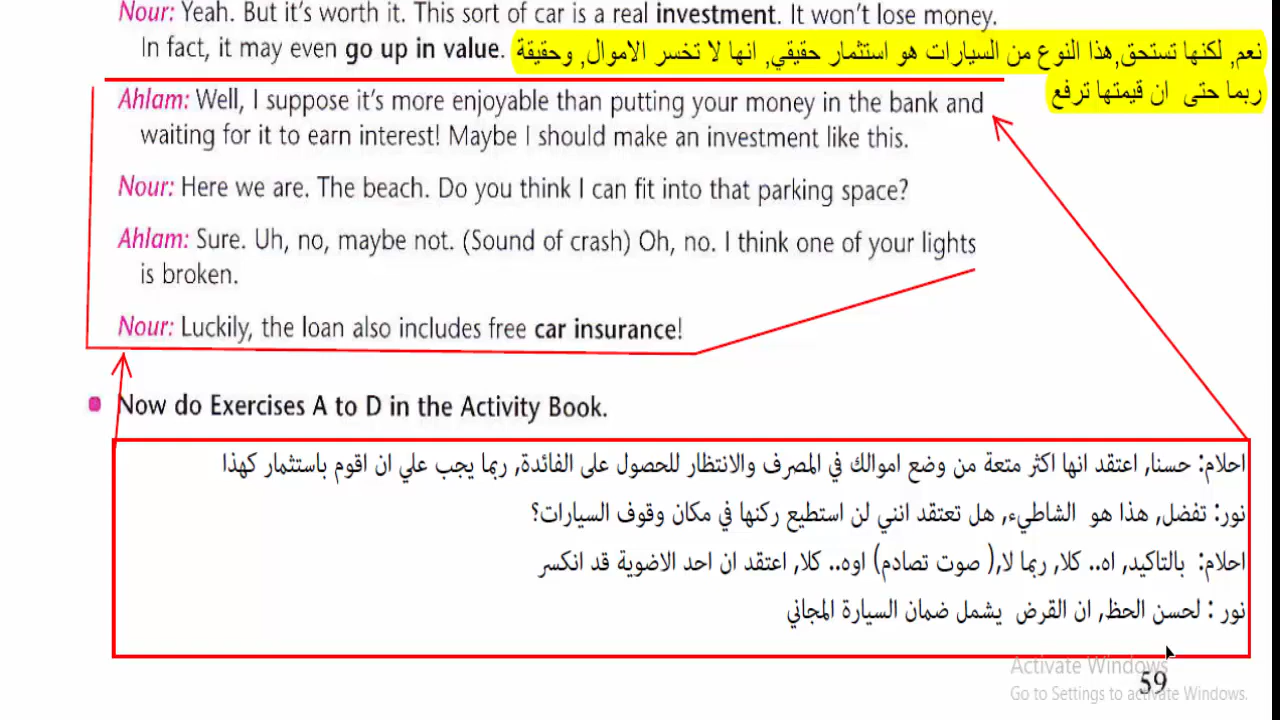 Nour: Yeah. But it's worth it. This sort of car is a real investment. It won't lose money.
In fact, it may even go up in value.
نعم, لكنها تستحق,هذا النوع من السيارات هو استثمار حقيقي, انها لا تخسر الاموال, وحقيقة
ربما حتى ان قيمتها ترفع
Ahlam: Well, I suppose it's more enjoyable than putting your money in the bank and
waiting for it to earn interest! Maybe I should make an investment like this.
Nour: Here we are. The beach. Do you think I can fit into that parking space?
Ahlam: Sure. Uh, no, maybe not. (Sound of crash) Oh, no. I think one of your lights
is broken.
Nour: Luckily, the loan also includes free car insurance!
Now do Exercises A to D in the Activity Book.
احلام: حسنا, اعتقد انها اكثر متعة من وضع اموالك في المصرف والانتظار للحصول على الفائدة, ربما يجب علي ان اقوم باستثمار كهذا
نور: تفضل, هذا هو الشاطيء, هل تعتقد انني لن استطيع ركنها في مكان وقوف السيارات؟
احلام: بالتاكيد, اه.. كلا, ربما لا,( صوت تصادم) اوه.. كلا, اعتقد ان احد الاضوية قد انكسر
نور : لحسن الحظ, ان القرض يشمل ضمان السيارة المجاني
Activate Windows
59
Go to Settings to activate Windows.